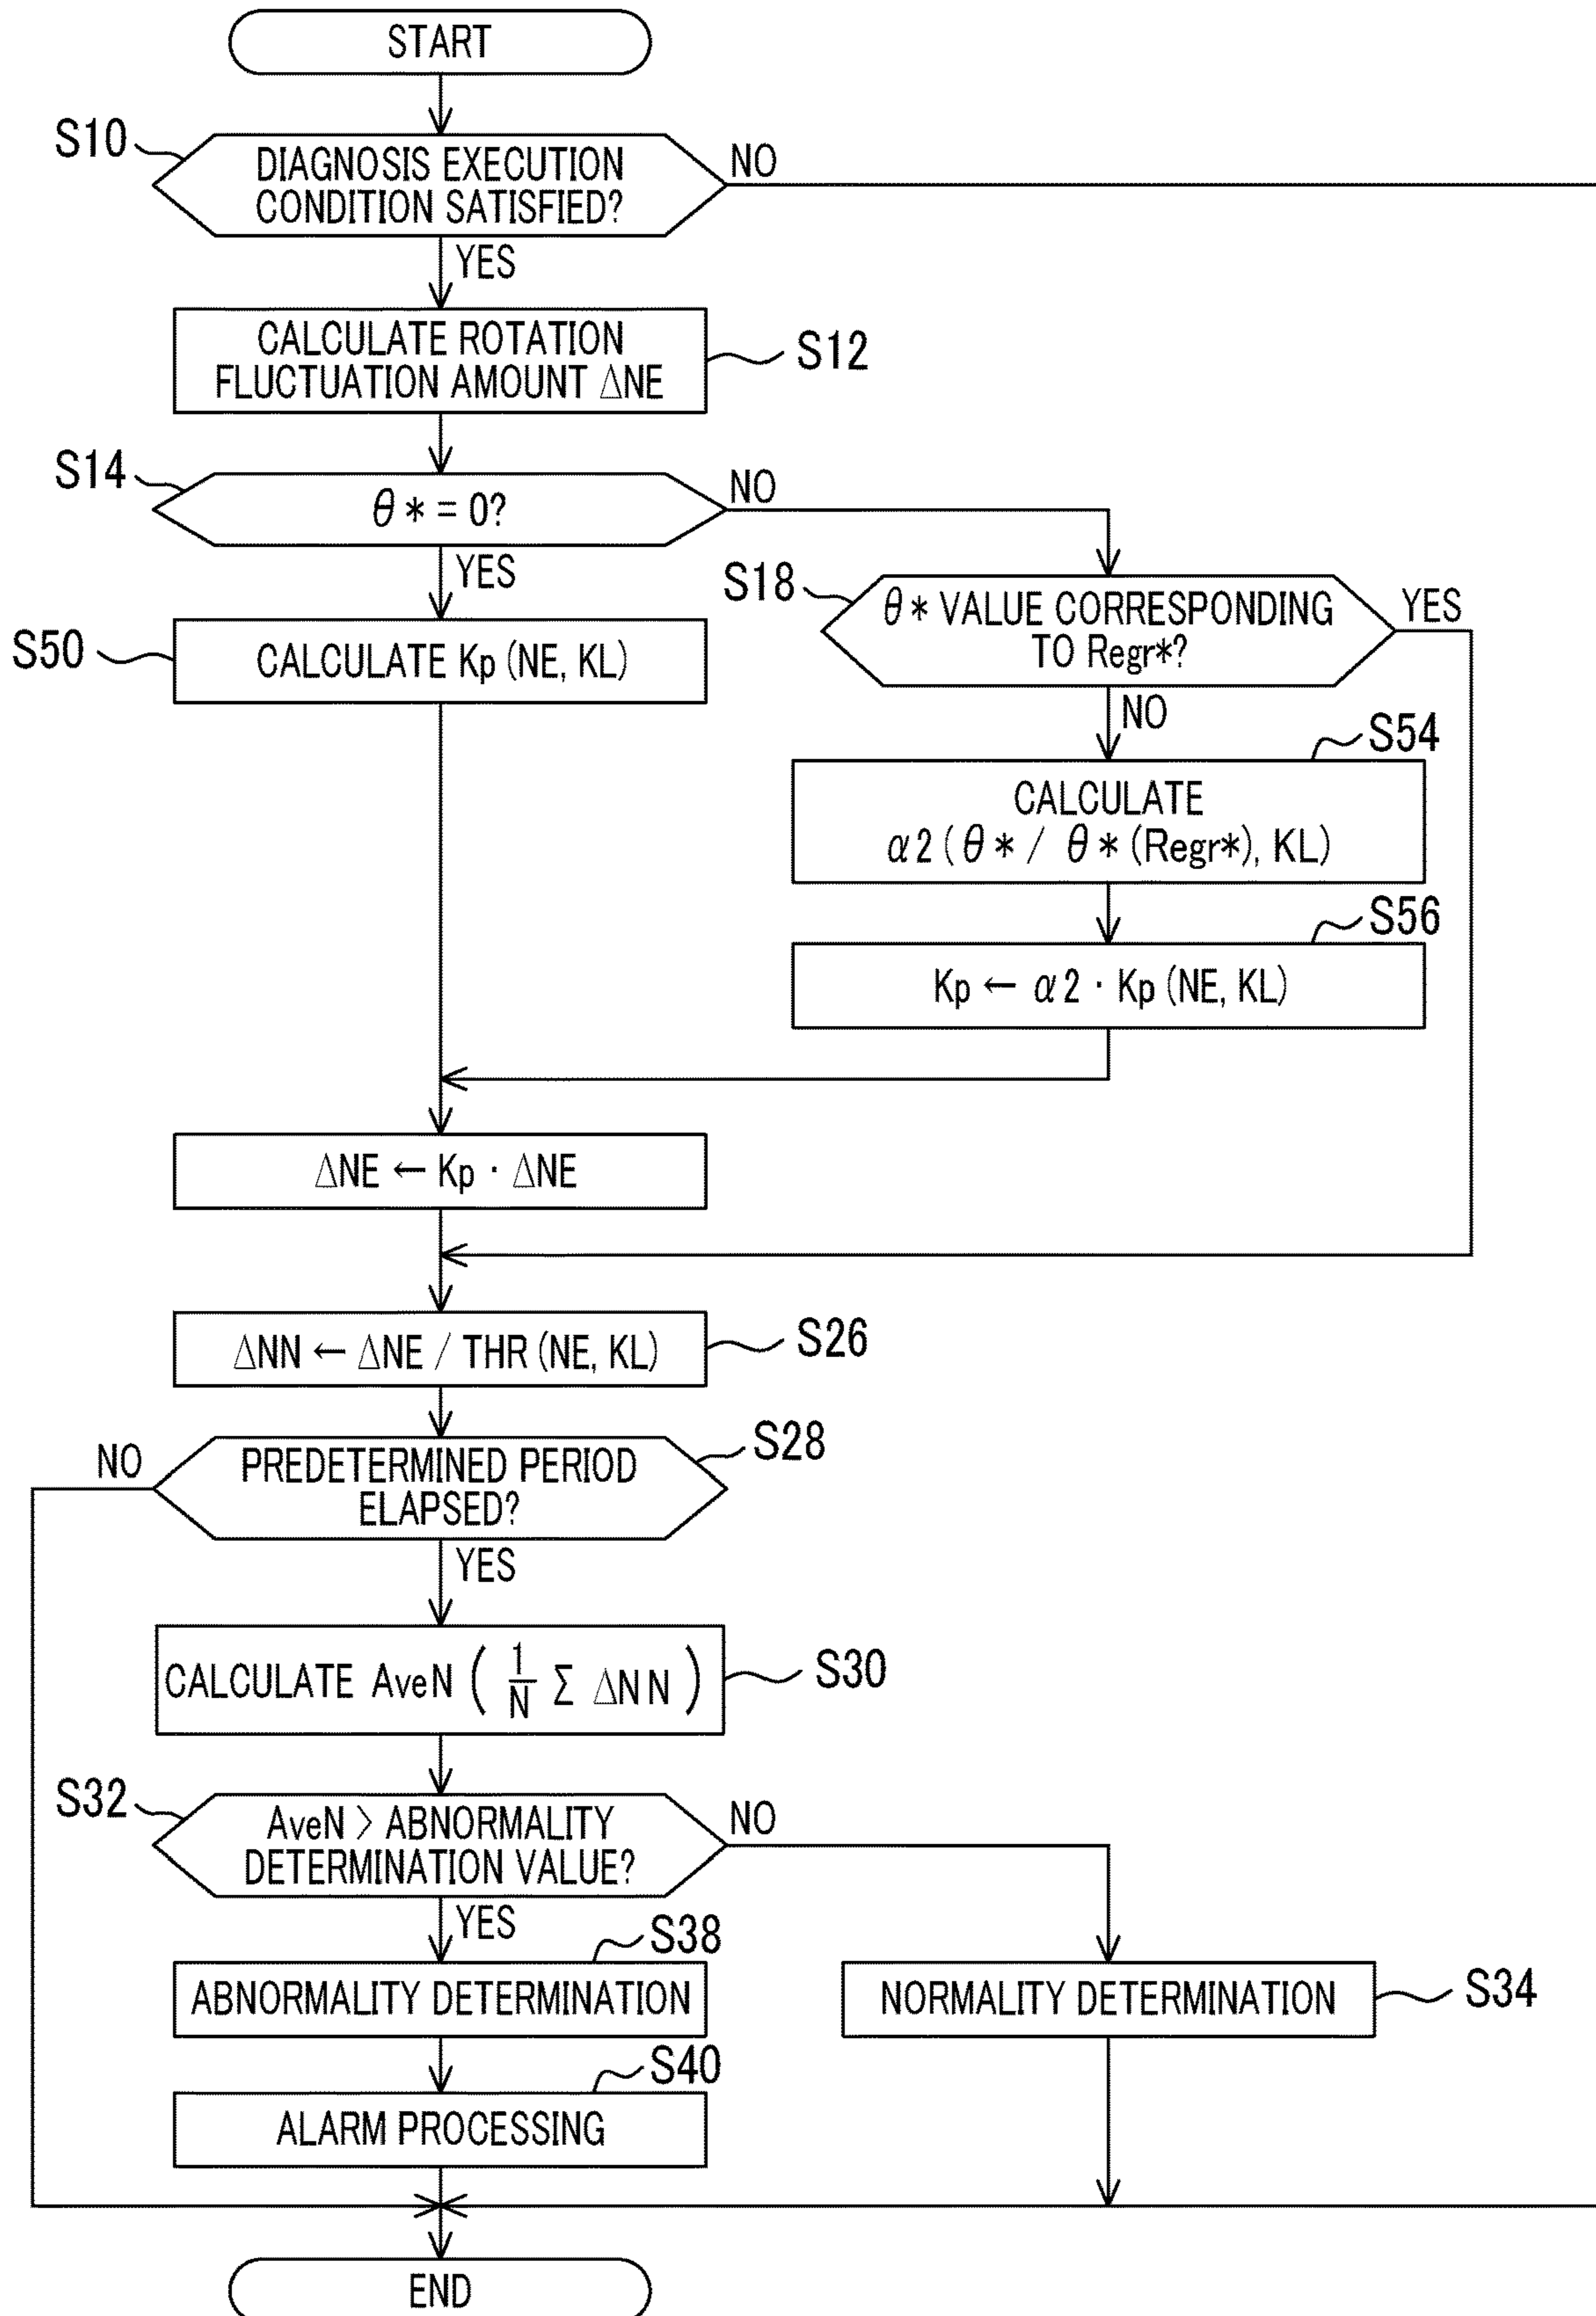 START
S10
DIAGNOSIS EXECUTION
CONDITION SATISFIED?
NO
YES
CALCULATE ROTATION
FLUCTUATION AMOUNT ΔNE
S12
S14
θ* = 0?
NO
YES
S18
θ* VALUE CORRESPONDING
TO Regr*?
YES
NO
S50
CALCULATE Kp (NE, KL)
S54
CALCULATE
α2 (θ* / θ* (Regr*), KL)
S56
Kp ← α2 · Kp (NE, KL)
ΔNE ← Kp · ΔNE
ΔNN ← ΔNE / THR (NE, KL)
S26
NO
PREDETERMINED PERIOD
ELAPSED?
S28
YES
CALCULATE AveN ( 1/N Σ ΔNN )
S30
S32
AveN > ABNORMALITY
DETERMINATION VALUE?
NO
YES
S38
ABNORMALITY DETERMINATION
NORMALITY DETERMINATION
S34
S40
ALARM PROCESSING
END